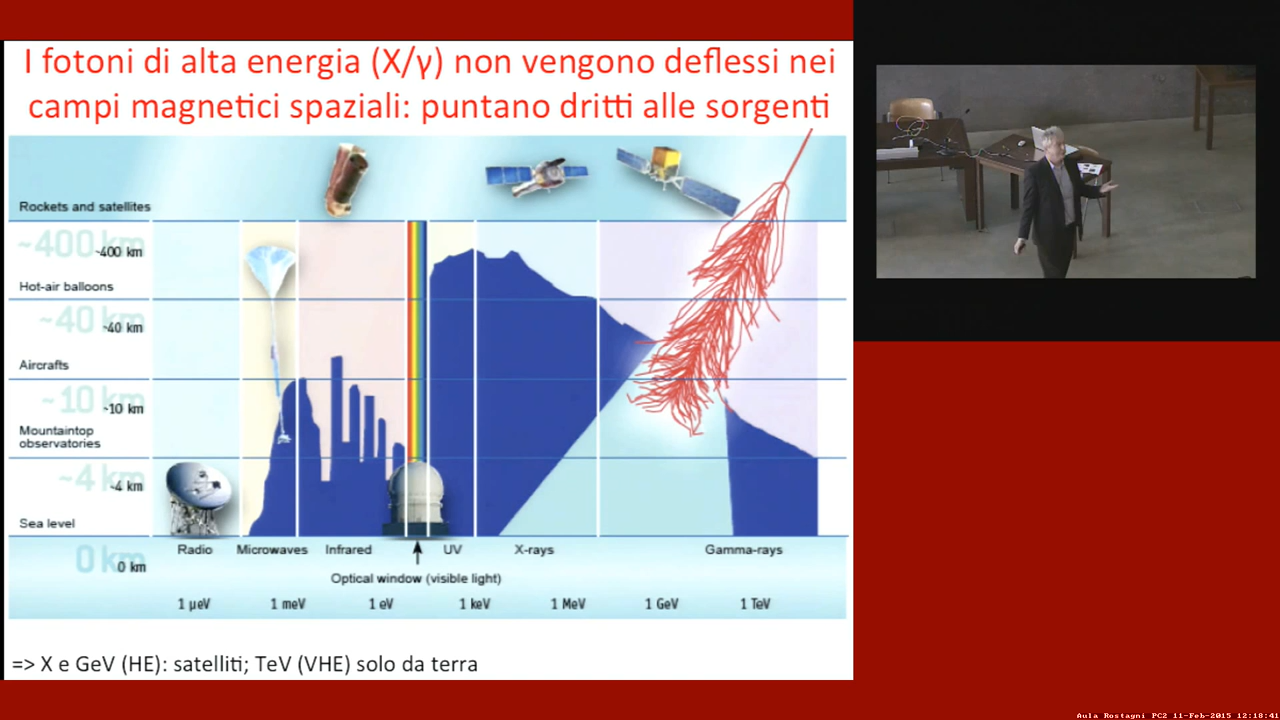 I fotoni di alta energia (X/γ) non vengono deflessi nei
campi magnetici spaziali: puntano dritti alle sorgenti
Rockets and satellites
~400 km
~400 km
Hot-air balloons
~40 km
~40 km
Aircrafts
~10 km
~10 km
Mountaintop
observatories
~4 km
~4 km
Sea level
0 km
0 km
Radio
Microwaves
Infrared
UV
X-rays
Gamma-rays
Optical window (visible light)
1 µeV
1 meV
1 eV
1 keV
1 MeV
1 GeV
1 TeV
=> X e GeV (HE): satelliti; TeV (VHE) solo da terra
Aula Rostagni PC2 11-Feb-2015 12:18:41